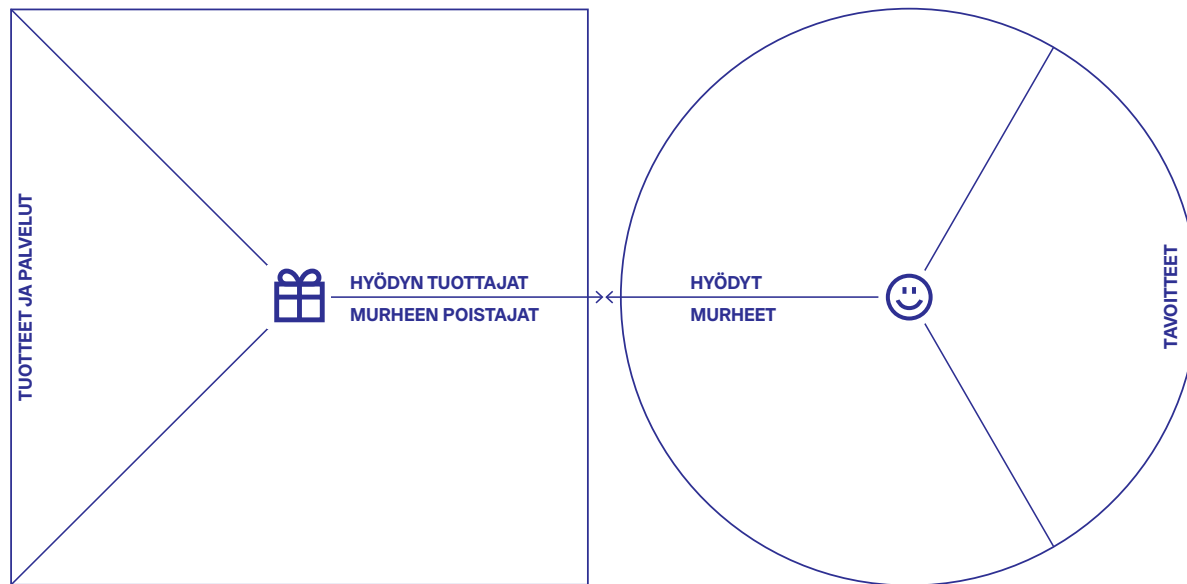 TUOTTEET JA PALVELUT
HYÖDYN TUOTTAJAT
MURHEEN POISTAJAT
HYÖDYT
MURHEET
TAVOITTEET